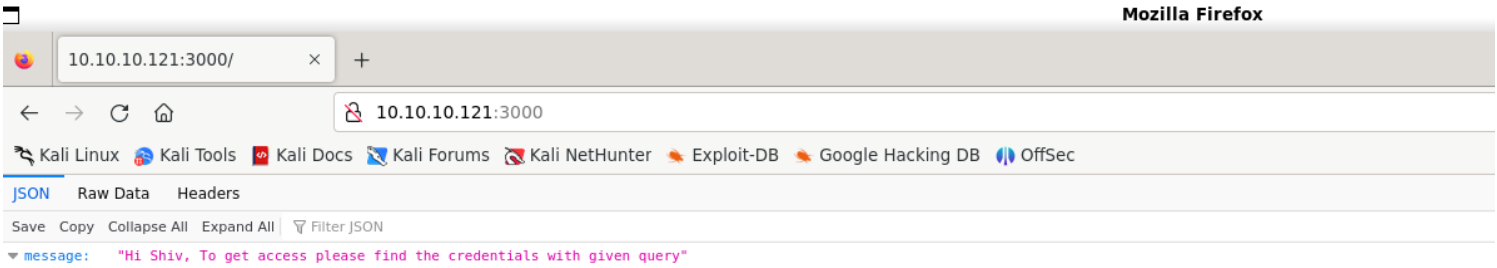 Mozilla Firefox
10.10.10.121:3000/
10.10.10.121:3000
Kali Linux Kali Tools Kali Docs Kali Forums Kali NetHunter Exploit-DB Google Hacking DB OffSec
JSON Raw Data Headers
Save Copy Collapse All Expand All Filter JSON
message: "Hi Shiv, To get access please find the credentials with given query"